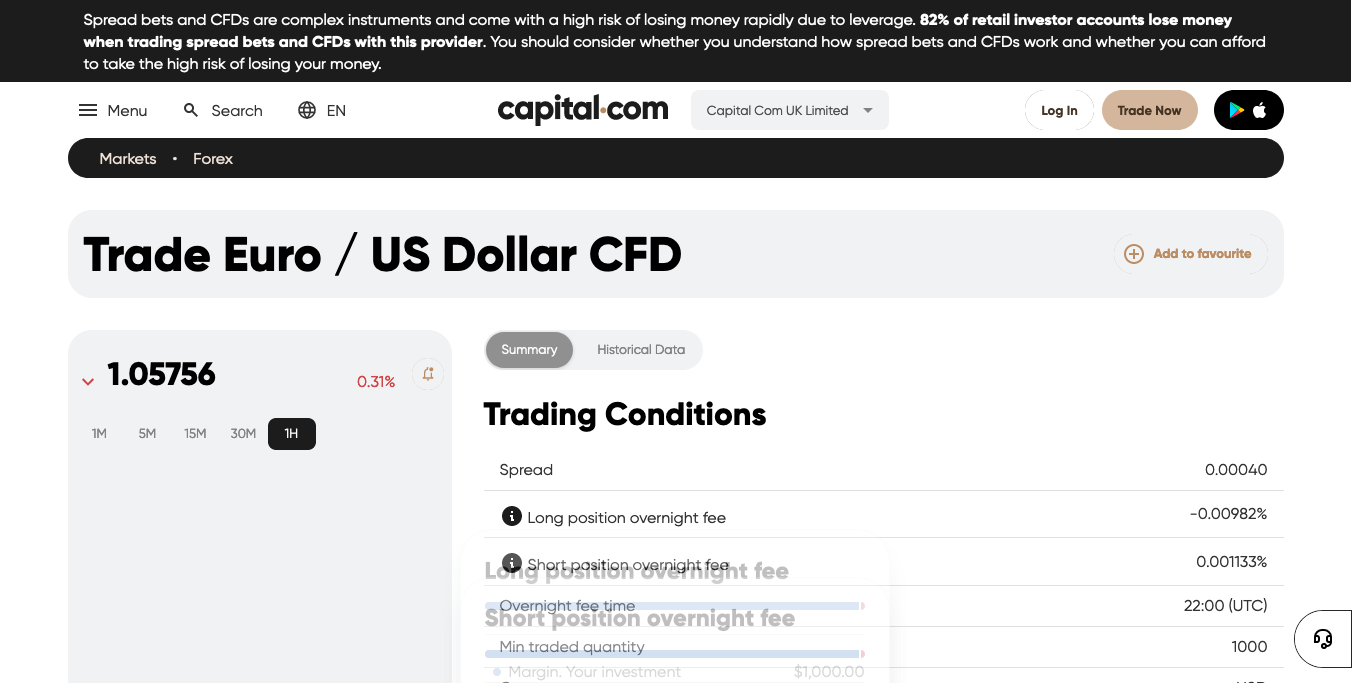 Spread bets and CFDs are complex instruments and come with a high risk of losing money rapidly due to leverage. 82% of retail investor accounts lose money
when trading spread bets and CFDs with this provider. You should consider whether you understand how spread bets and CFDs work and whether you can afford
to take the high risk of losing your money.
Menu Search EN capital.com Capital Com UK Limited Log In Trade Now
Markets • Forex
Trade Euro / US Dollar CFD Add to favourite
1.05756 0.31%
1M 5M 15M 30M 1H
Summary Historical Data
Trading Conditions
Spread 0.00040
Long position overnight fee -0.00982%
Short position overnight fee 0.001133%
Long position overnight fee
Overnight fee time 22:00 (UTC)
Short position overnight fee
Min traded quantity 1000
Margin. Your investment $1,000.00